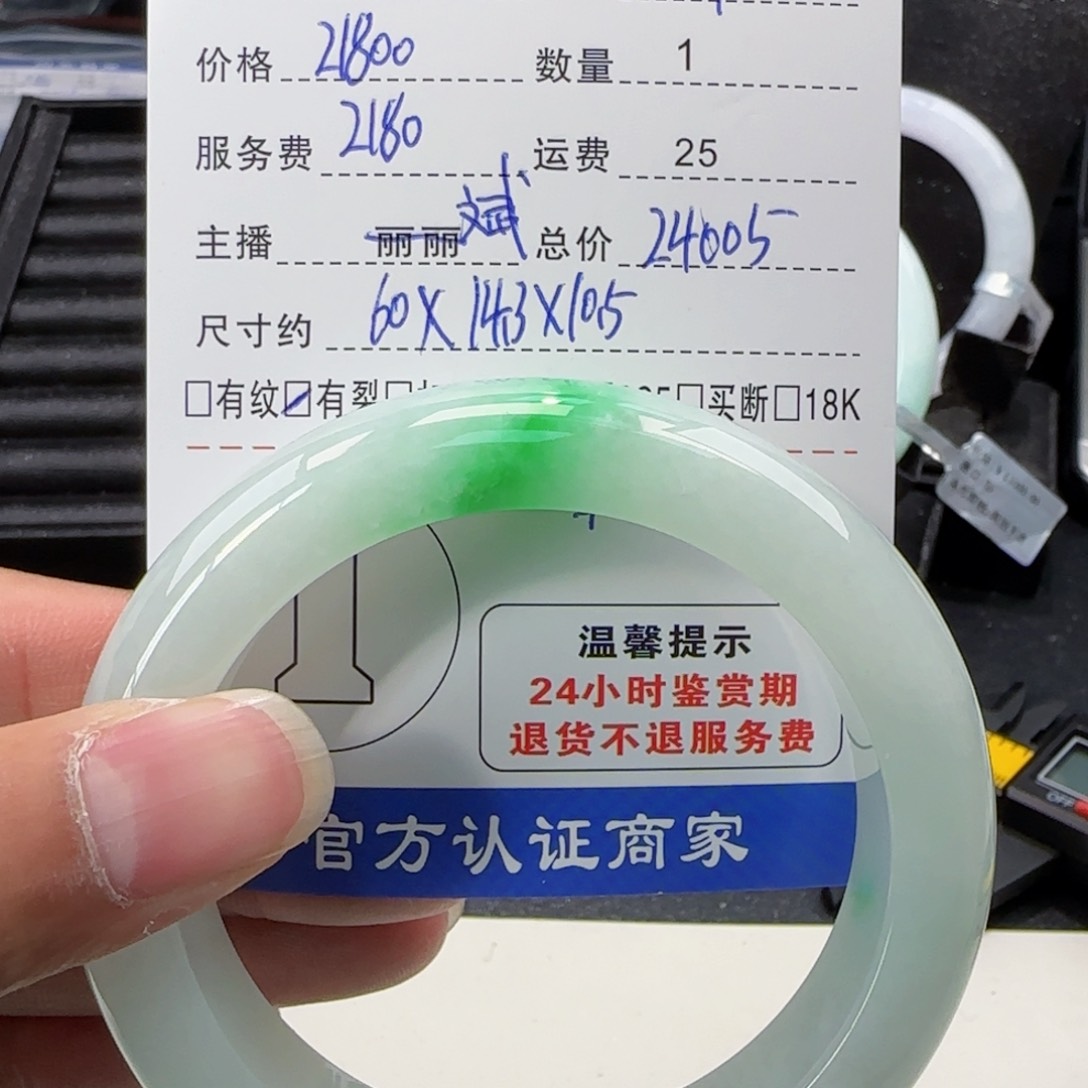 价格 21800 数量 1
服务费 2180 运费 25
主播 丽丽 斌 总价 24005
尺寸约 60X14.3X10.5
□有纹☑有裂□ □买断□18K
温馨提示
24小时鉴赏期
退货不退服务费
官方认证商家
OFF